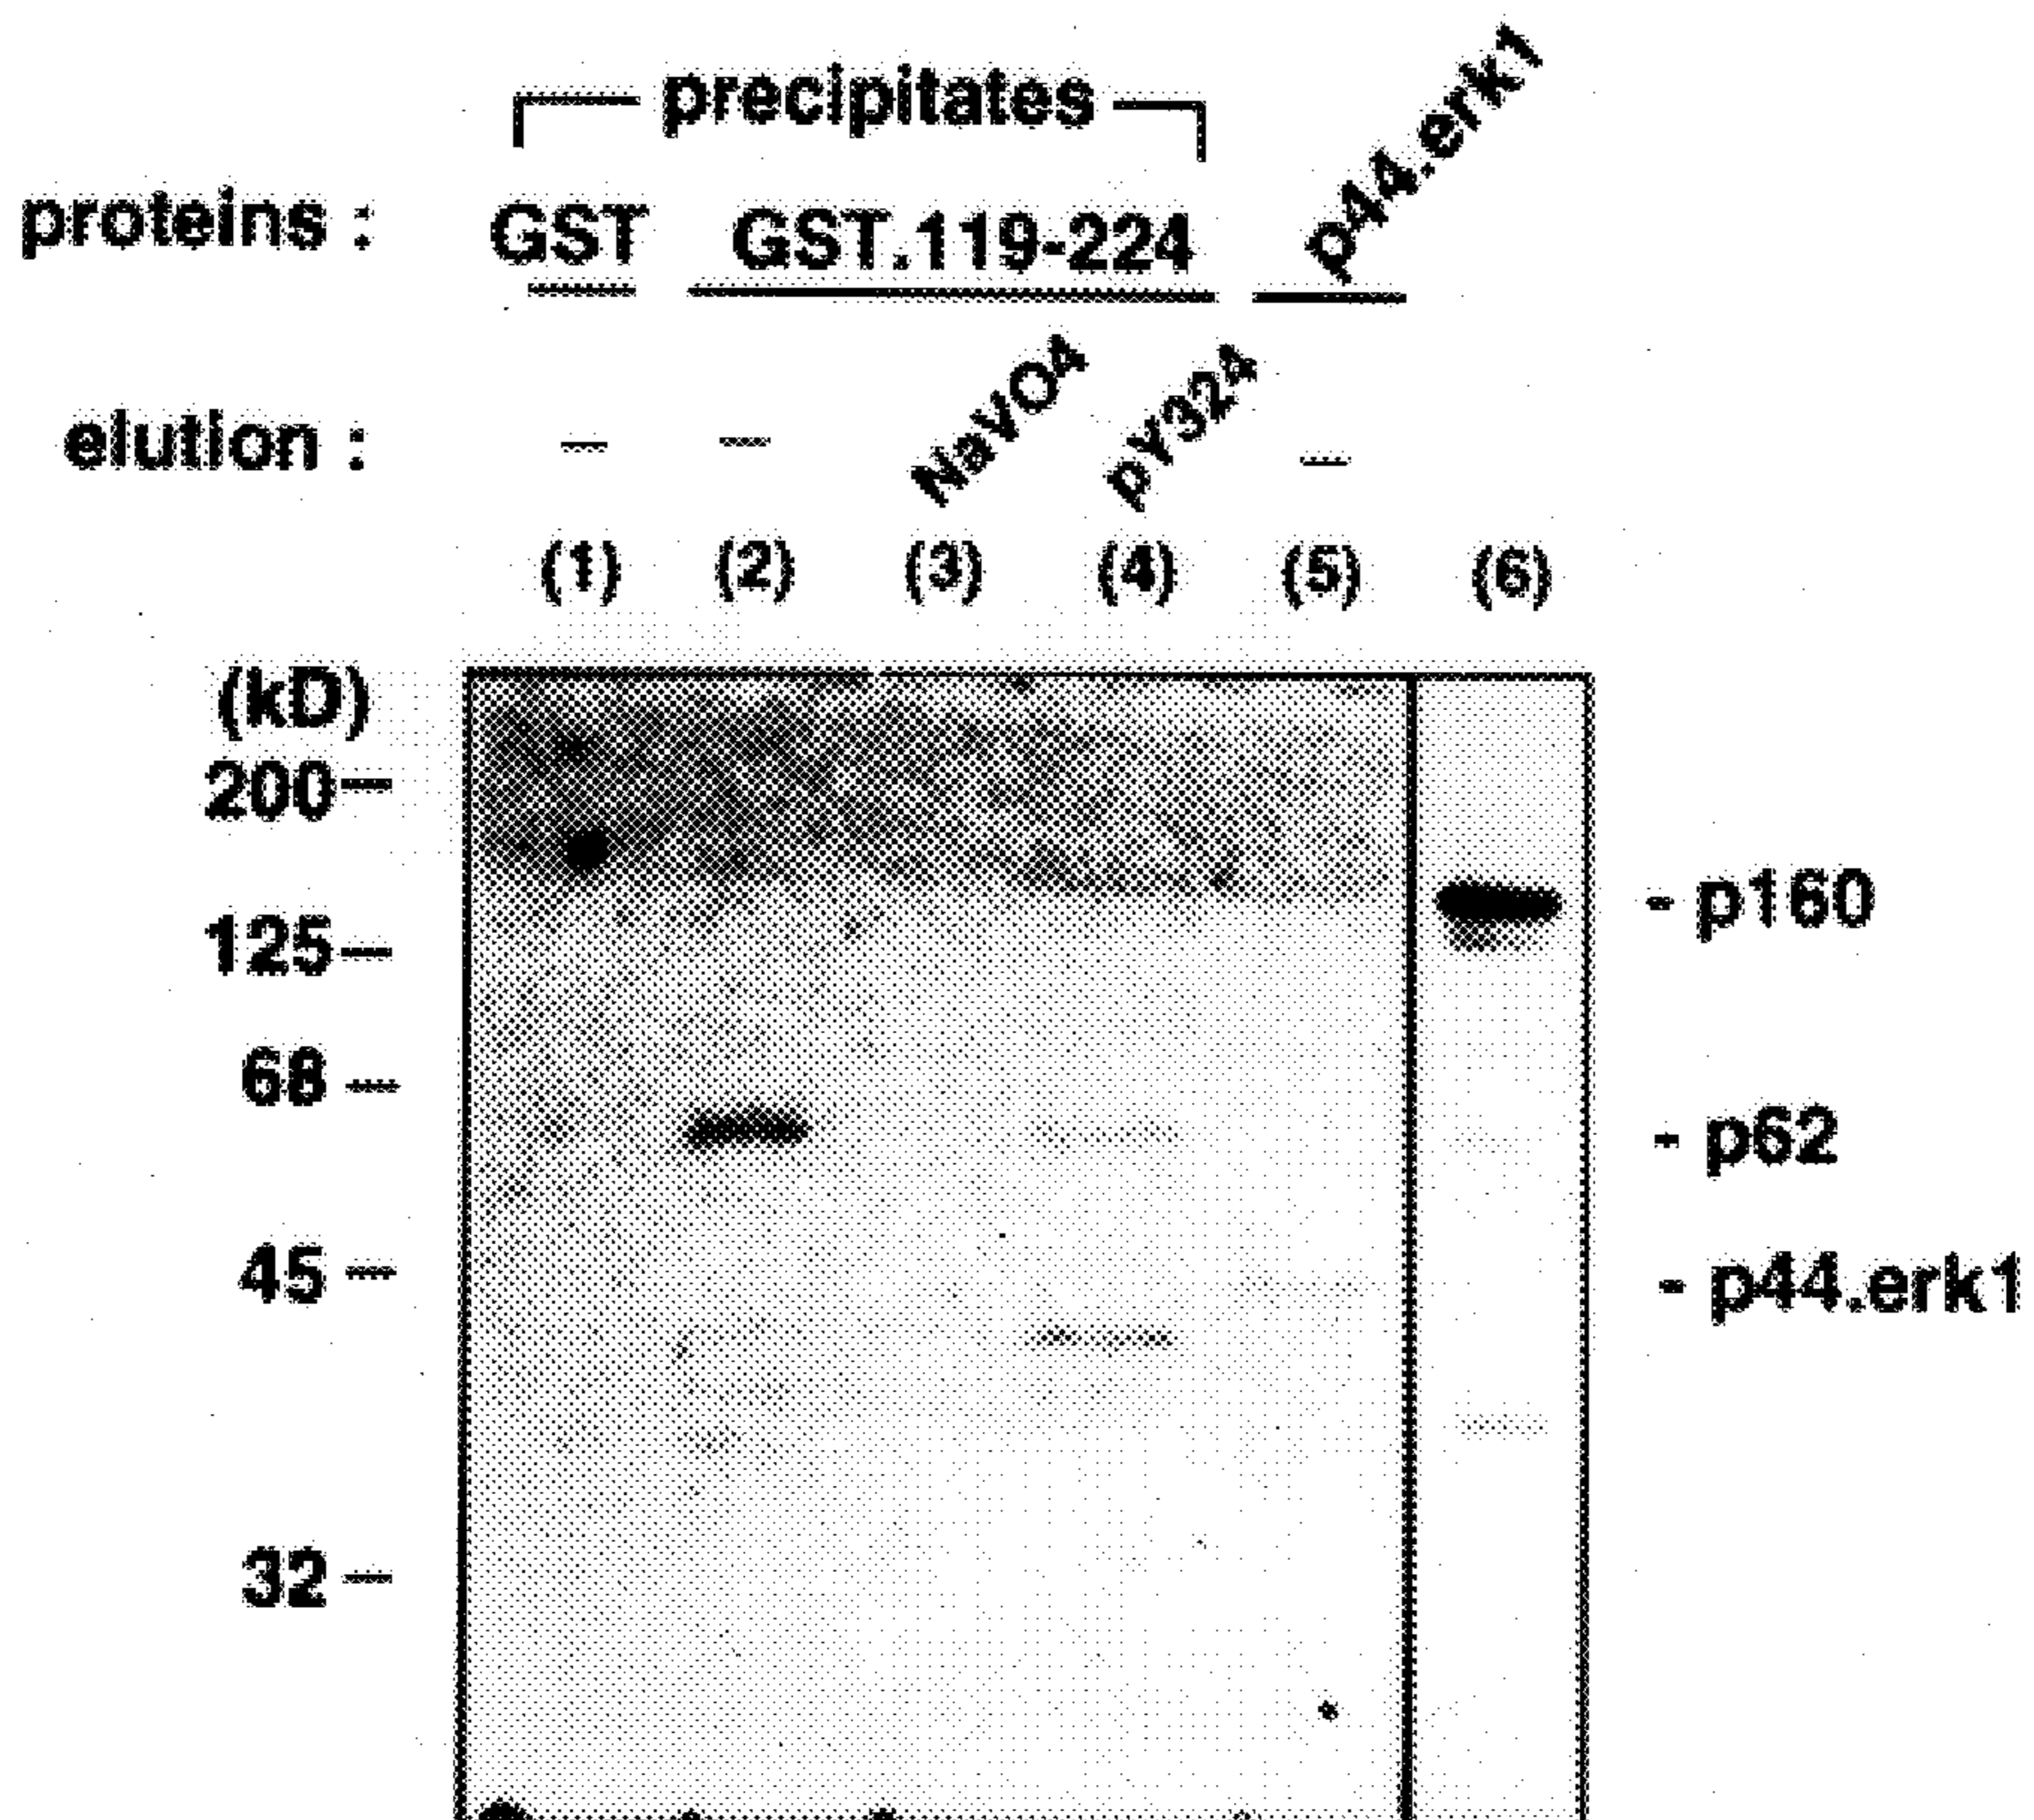 precipitates
proteins : GST GST.119-224 p44.erk1
elution : – – NaVO4 pY324 –
(1) (2) (3) (4) (5) (6)
(kD)
200–
- p160
125–
68 –
- p62
45 –
- p44.erk1
32 –